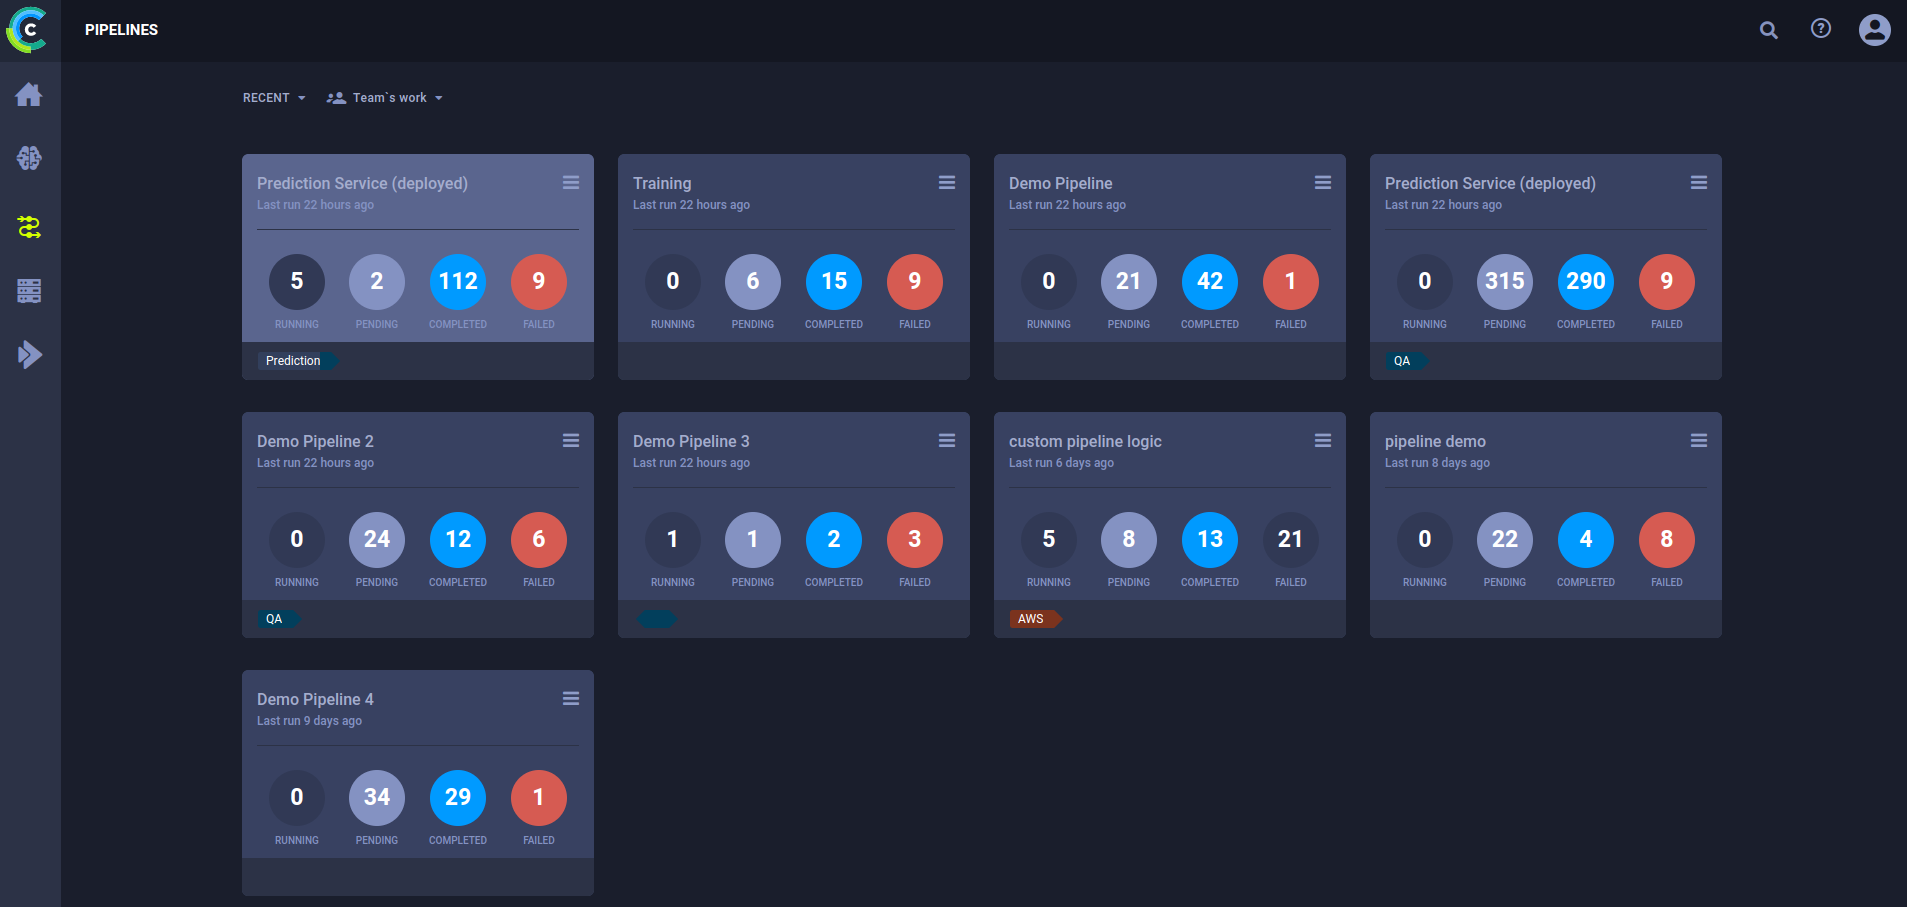 C
PIPELINES
?
RECENT
Team`s work
Prediction Service (deployed)
Last run 22 hours ago
5 2 112 9
RUNNING PENDING COMPLETED FAILED
Prediction
Training
Last run 22 hours ago
0 6 15 9
RUNNING PENDING COMPLETED FAILED
Demo Pipeline
Last run 22 hours ago
0 21 42 1
RUNNING PENDING COMPLETED FAILED
Prediction Service (deployed)
Last run 22 hours ago
0 315 290 9
RUNNING PENDING COMPLETED FAILED
QA
Demo Pipeline 2
Last run 22 hours ago
0 24 12 6
RUNNING PENDING COMPLETED FAILED
QA
Demo Pipeline 3
Last run 22 hours ago
1 1 2 3
RUNNING PENDING COMPLETED FAILED
custom pipeline logic
Last run 6 days ago
5 8 13 21
RUNNING PENDING COMPLETED FAILED
AWS
pipeline demo
Last run 8 days ago
0 22 4 8
RUNNING PENDING COMPLETED FAILED
Demo Pipeline 4
Last run 9 days ago
0 34 29 1
RUNNING PENDING COMPLETED FAILED